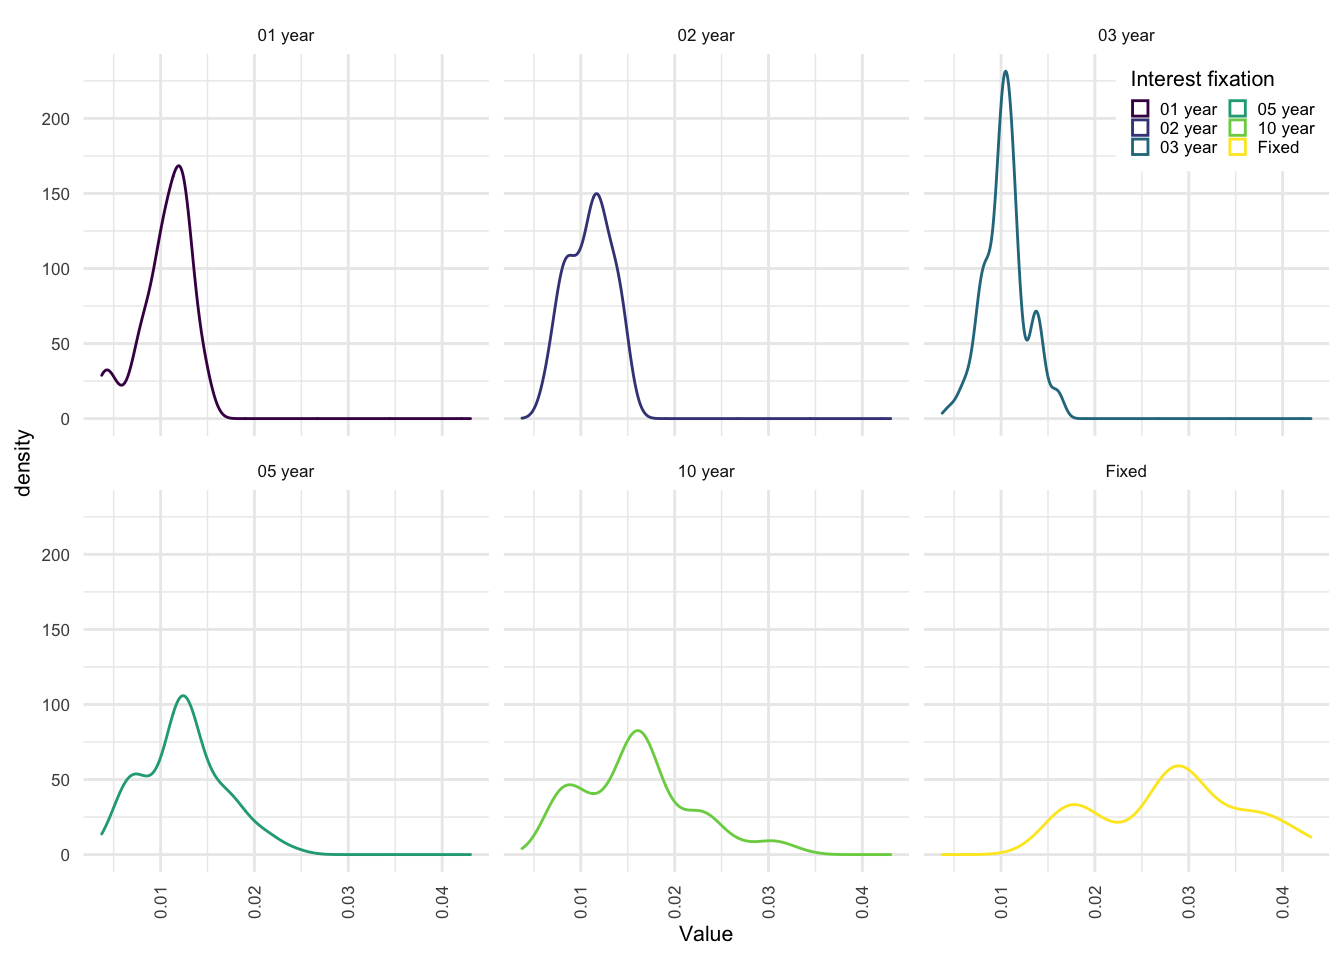 01 year
02 year
03 year
Interest fixation
01 year 05 year
02 year 10 year
03 year Fixed
200
150
100
50
0
density
05 year
10 year
Fixed
200
150
100
50
0
0.01 0.02 0.03 0.04
0.01 0.02 0.03 0.04
0.01 0.02 0.03 0.04
Value